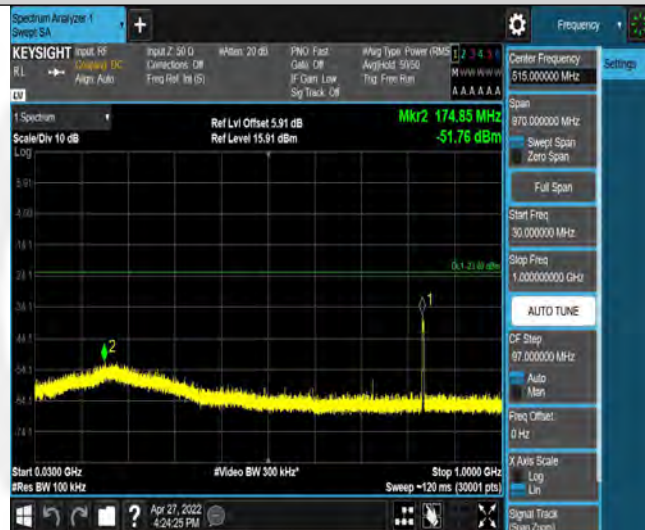 Spectrum Analyzer 1
Swept SA
+
Frequency
Settings
KEYSIGHT
RL
LXI
Input: RF
Coupling: DC
Align: Auto
Input Z: 50 Ω
Corrections: Off
Freq Ref: Int (S)
#Atten: 20 dB
PNO: Fast
Gate: Off
IF Gain: Low
Sig Track: Off
#Avg Type: Power (RMS
Avg|Hold: 50/50
Trig: Free Run
1 2 3 4 5 6
M W W W W W
A A A A A A
1 Spectrum
Scale/Div 10 dB
Log
Ref Lvl Offset 5.91 dB
Ref Level 15.91 dBm
Mkr2 174.85 MHz
-51.76 dBm
5.91
-4.09
-14.1
-24.1
-34.1
-44.1
-54.1
-64.1
-74.1
1
2
Start 0.0300 GHz
#Res BW 100 kHz
#Video BW 300 kHz*
Stop 1.0000 GHz
Sweep ~120 ms (30001 pts)
Center Frequency
515.000000 MHz
Span
970.000000 MHz
Swept Span
Zero Span
Full Span
Start Freq
30.000000 MHz
Stop Freq
1.000000000 GHz
AUTO TUNE
CF Step
97.000000 MHz
Auto
Man
Freq Offset
0 Hz
X Axis Scale
Log
Lin
Signal Track
(Span Zoom)
?
Apr 27, 2022
4:24:25 PM